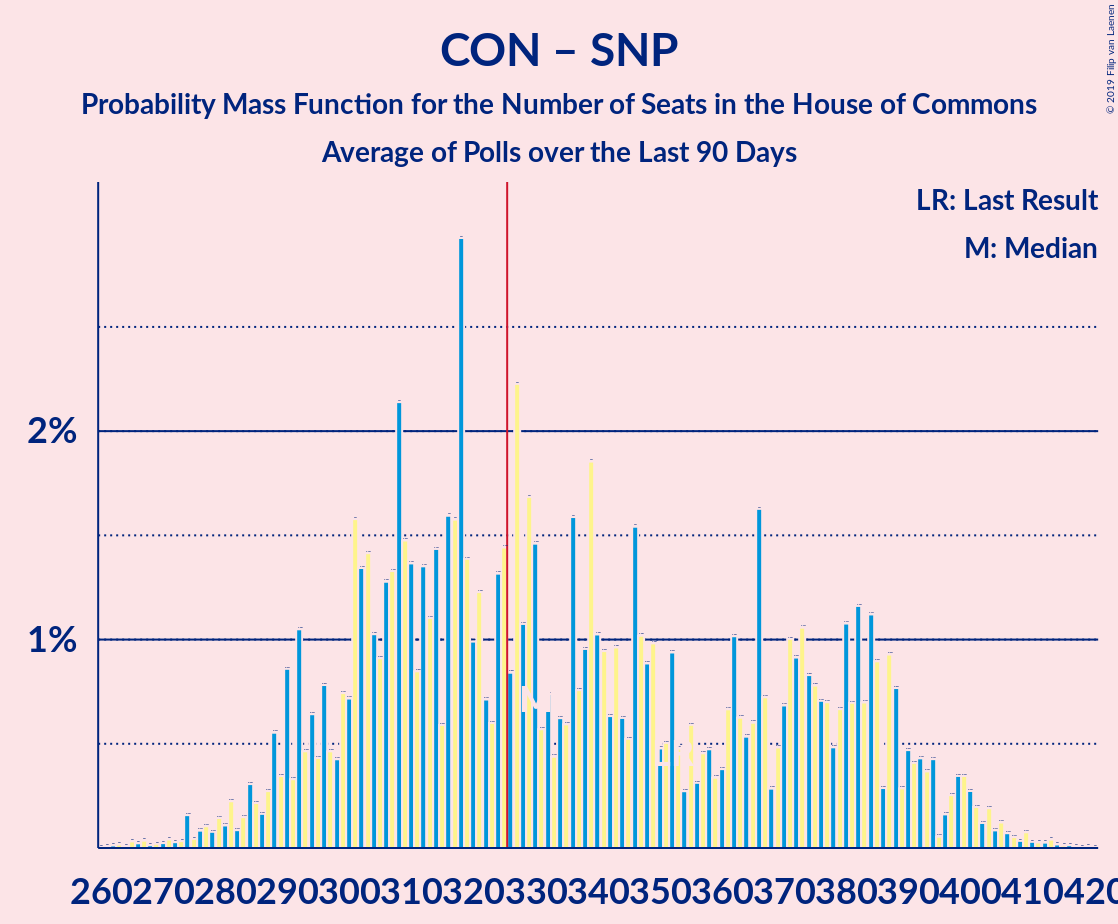 CON – SNP
Probability Mass Function for the Number of Seats in the House of Commons
Average of Polls over the Last 90 Days
© 2019 Filip van Laenen
LR: Last Result
M: Median
2%
1%
M
LR
260 270 280 290 300 310 320 330 340 350 360 370 380 390 400 410 420